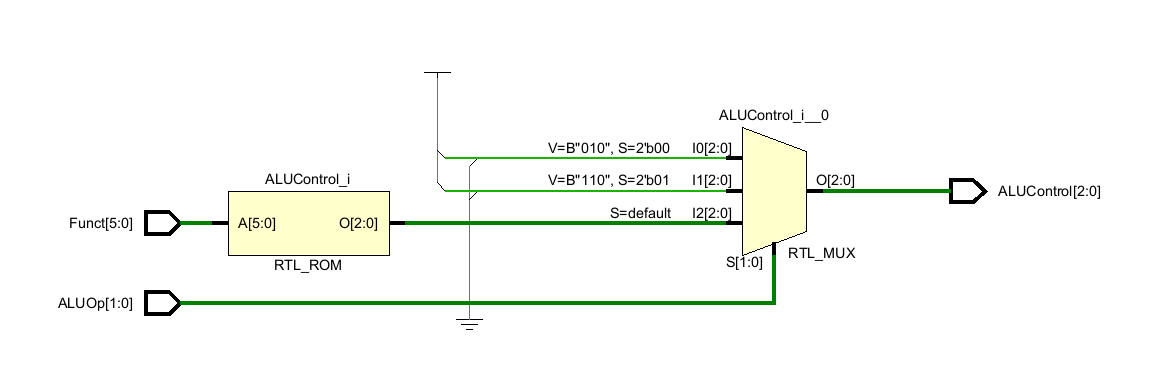 ALUControl_i__0
V=B"010", S=2'b00 I0[2:0]
V=B"110", S=2'b01 I1[2:0]
O[2:0]
ALUControl[2:0]
ALUControl_i
S=default I2[2:0]
Funct[5:0]
A[5:0] O[2:0]
RTL_MUX
S[1:0]
RTL_ROM
ALUOp[1:0]